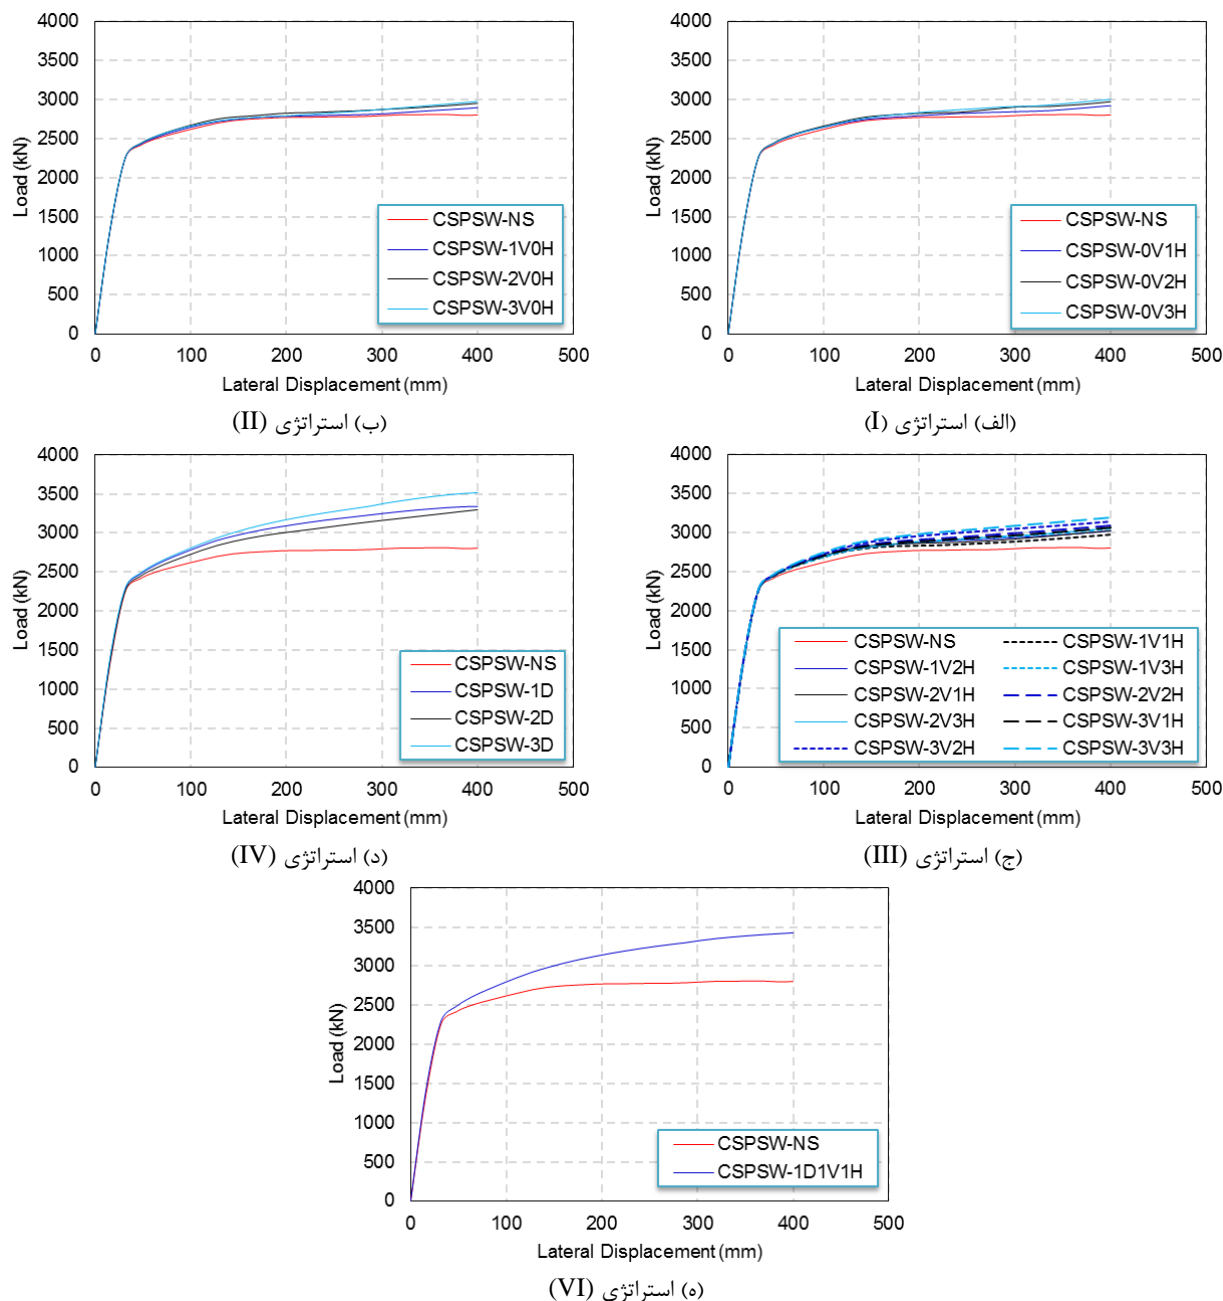 4000
3500
3000
2500
2000
1500
1000
500
0
Load (kN)
CSPSW-NS
CSPSW-1V0H
CSPSW-2V0H
CSPSW-3V0H
0 100 200 300 400 500
Lateral Displacement (mm)
(ب) استراتژی (II)
4000
3500
3000
2500
2000
1500
1000
500
0
Load (kN)
CSPSW-NS
CSPSW-0V1H
CSPSW-0V2H
CSPSW-0V3H
0 100 200 300 400 500
Lateral Displacement (mm)
(الف) استراتژی (I)
4000
3500
3000
2500
2000
1500
1000
500
0
Load (kN)
CSPSW-NS
CSPSW-1D
CSPSW-2D
CSPSW-3D
0 100 200 300 400 500
Lateral Displacement (mm)
(د) استراتژی (IV)
4000
3500
3000
2500
2000
1500
1000
500
0
Load (kN)
CSPSW-NS CSPSW-1V1H
CSPSW-1V2H CSPSW-1V3H
CSPSW-2V1H CSPSW-2V2H
CSPSW-2V3H CSPSW-3V1H
CSPSW-3V2H CSPSW-3V3H
0 100 200 300 400 500
Lateral Displacement (mm)
(ج) استراتژی (III)
4000
3500
3000
2500
2000
1500
1000
500
0
Load (kN)
CSPSW-NS
CSPSW-1D1V1H
0 100 200 300 400 500
Lateral Displacement (mm)
(ه) استراتژی (VI)